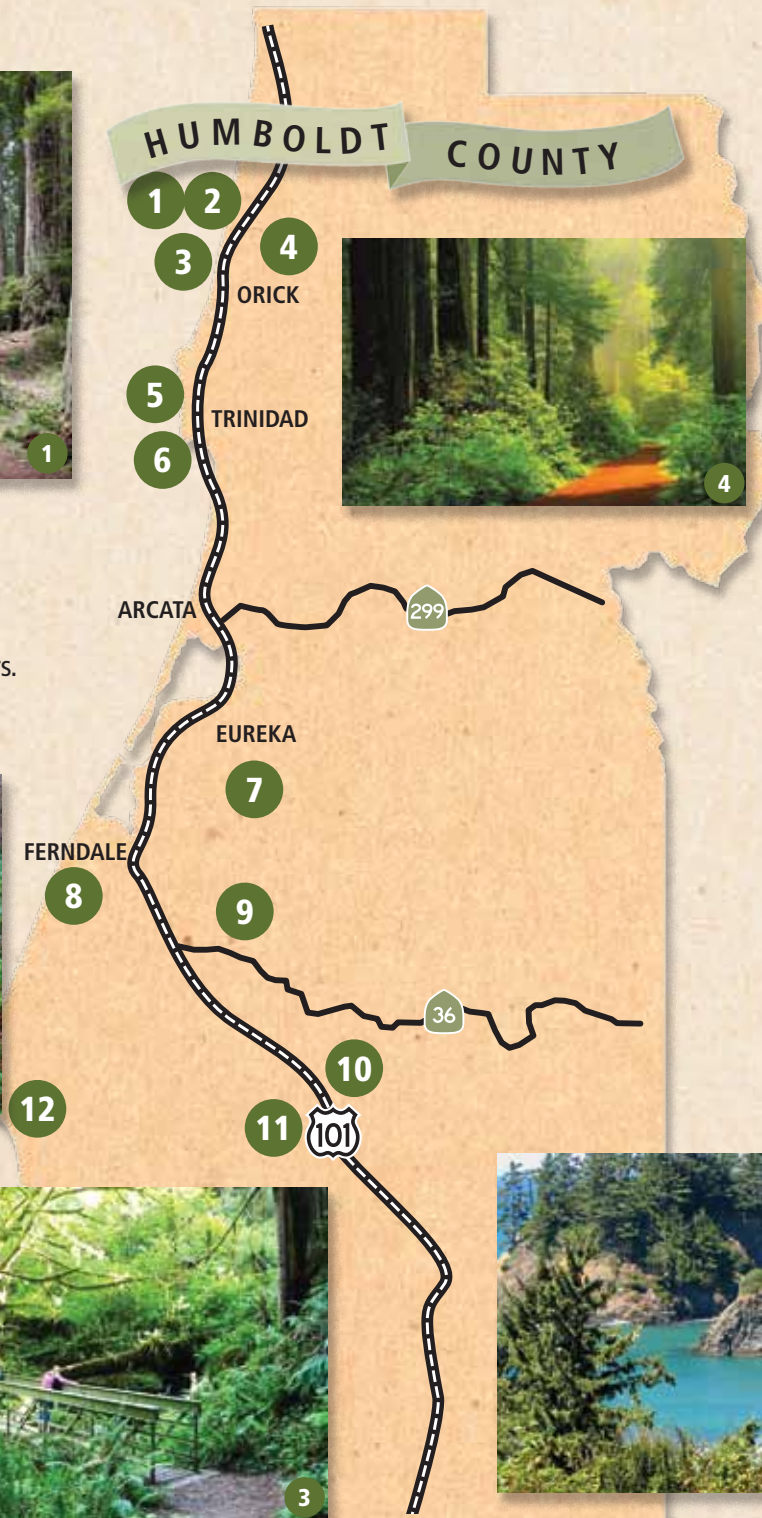 HUMBOLDT COUNTY
1 2
3 4
ORICK
5
TRINIDAD
6
1
4
ARCATA
299
s.
EUREKA
7
FERNDALE
8
9
36
10
12
11 101
3